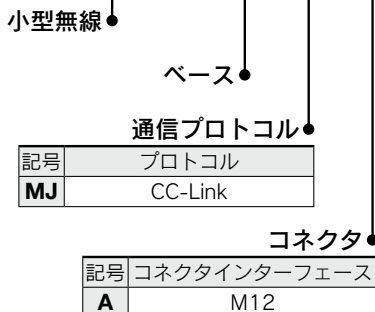 小型無線
ベース
通信プロトコル
記号 プロトコル
MJ CC-Link
コネクタ
記号 コネクタインターフェース
A M12